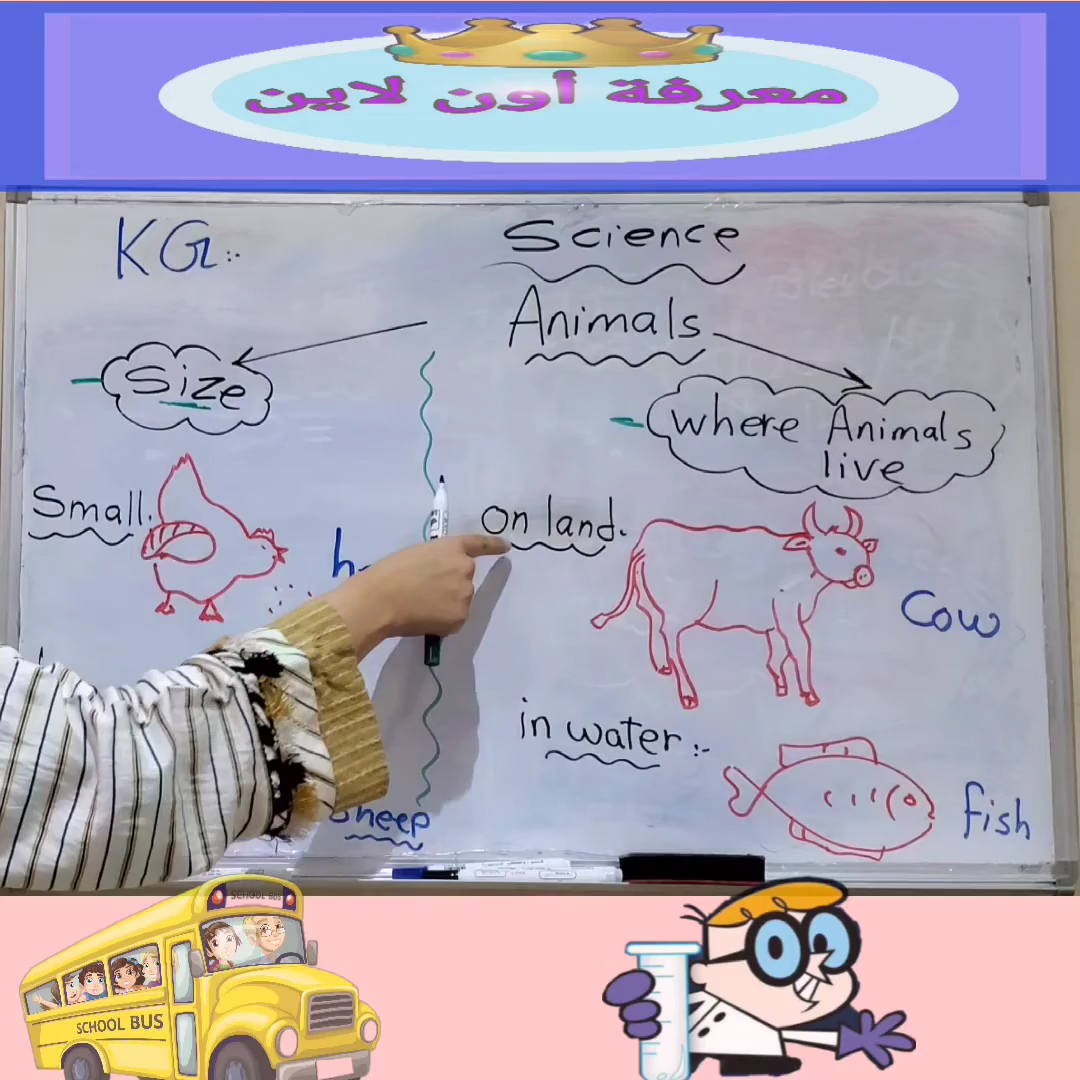 معرفة أون لاين
KG:
Science
Animals
Size
where Animals
live
Small.
on land.
Cow
in water:-
Sheep
fish
SCHOOL BUS
SCHOOL BUS